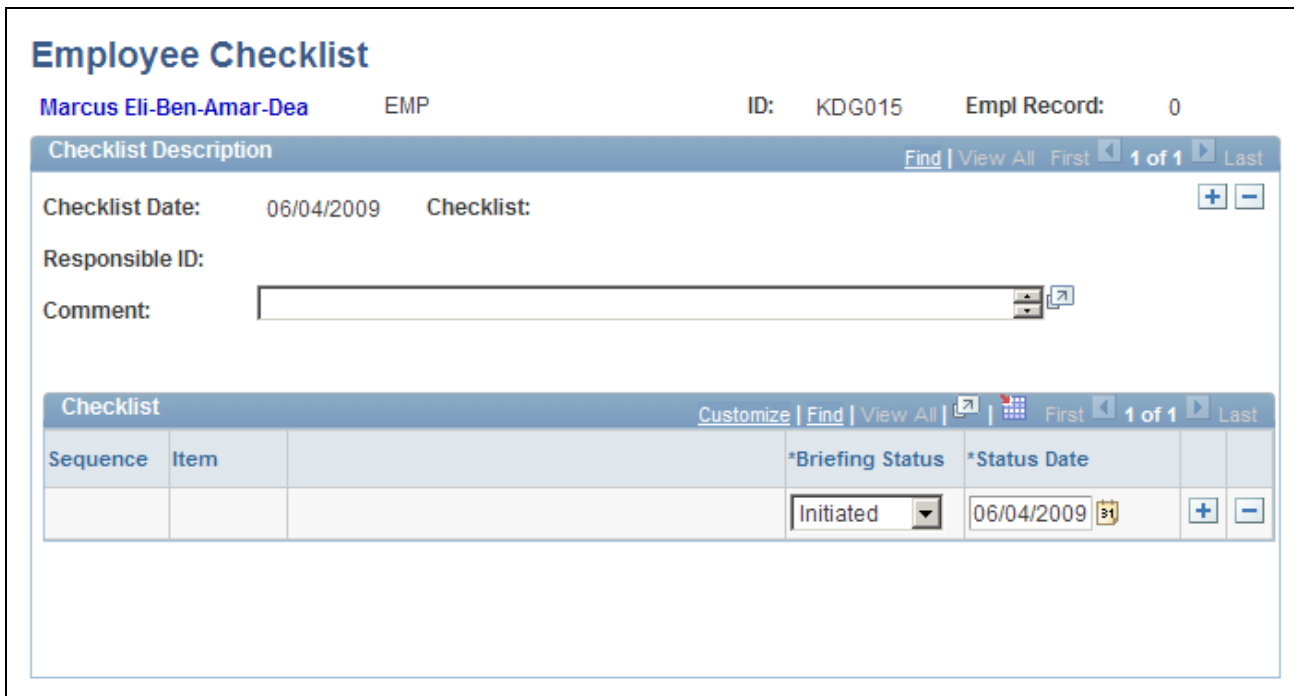 Employee Checklist
Marcus Eli-Ben-Amar-Dea EMP ID: KDG015 Empl Record: 0
Checklist Description Find | View All First 1 of 1 Last
Checklist Date: 06/04/2009 Checklist:
Responsible ID:
Comment:
Checklist Customize | Find | View All | | First 1 of 1 Last
Sequence Item *Briefing Status *Status Date
Initiated 06/04/2009 31